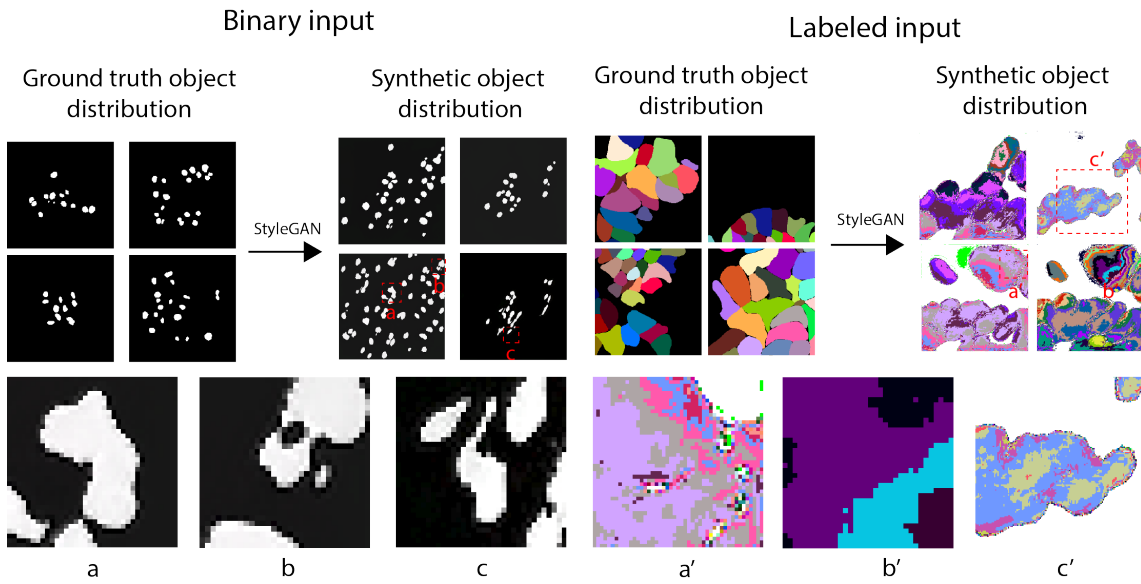 Binary input
Labeled input
Ground truth object
distribution
Synthetic object
distribution
Ground truth object
distribution
Synthetic object
distribution
StyleGAN
StyleGAN
a
b
c
c’
a
b
a
b
c
a’
b’
c’